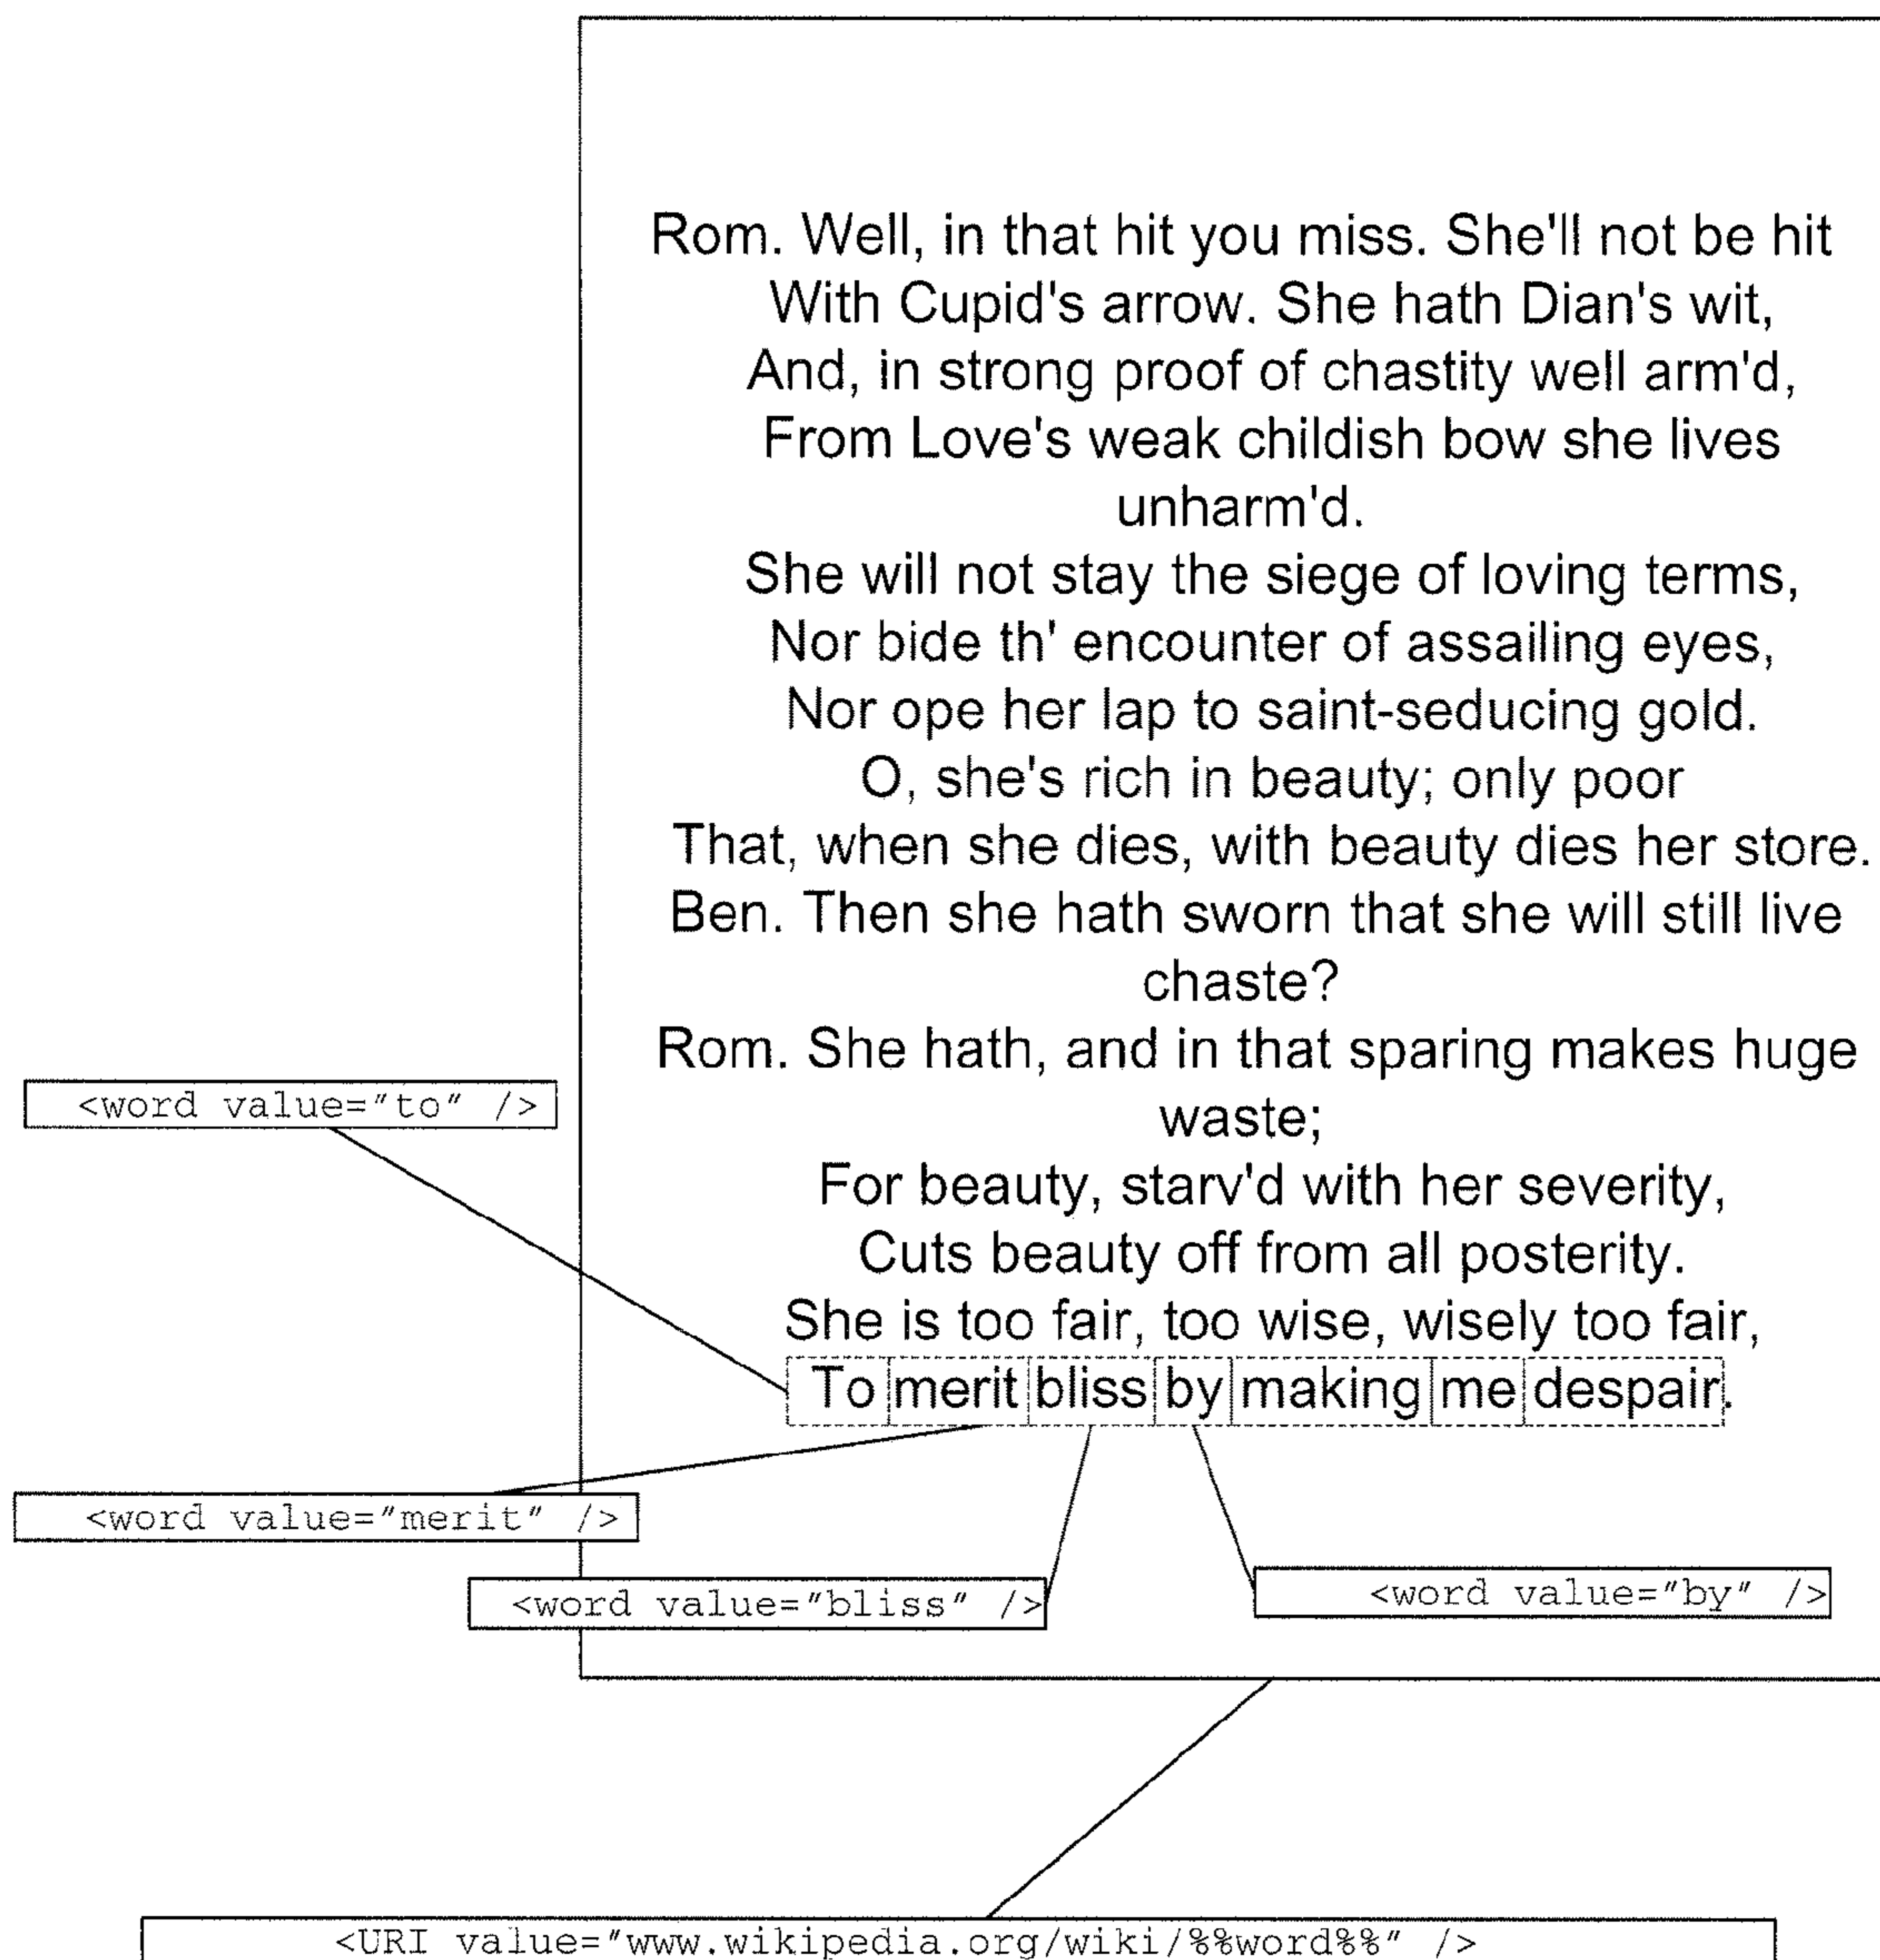 Rom. Well, in that hit you miss. She'll not be hit
With Cupid's arrow. She hath Dian's wit,
And, in strong proof of chastity well arm'd,
From Love's weak childish bow she lives
unharm'd.
She will not stay the siege of loving terms,
Nor bide th' encounter of assailing eyes,
Nor ope her lap to saint-seducing gold.
O, she's rich in beauty; only poor
That, when she dies, with beauty dies her store.
Ben. Then she hath sworn that she will still live
chaste?
Rom. She hath, and in that sparing makes huge
waste;
For beauty, starv'd with her severity,
Cuts beauty off from all posterity.
She is too fair, too wise, wisely too fair,
To merit bliss by making me despair.
<word value="to" />
<word value="merit" />
<word value="bliss" />
<word value="by" />
<URI value="www.wikipedia.org/wiki/%%word%%" />